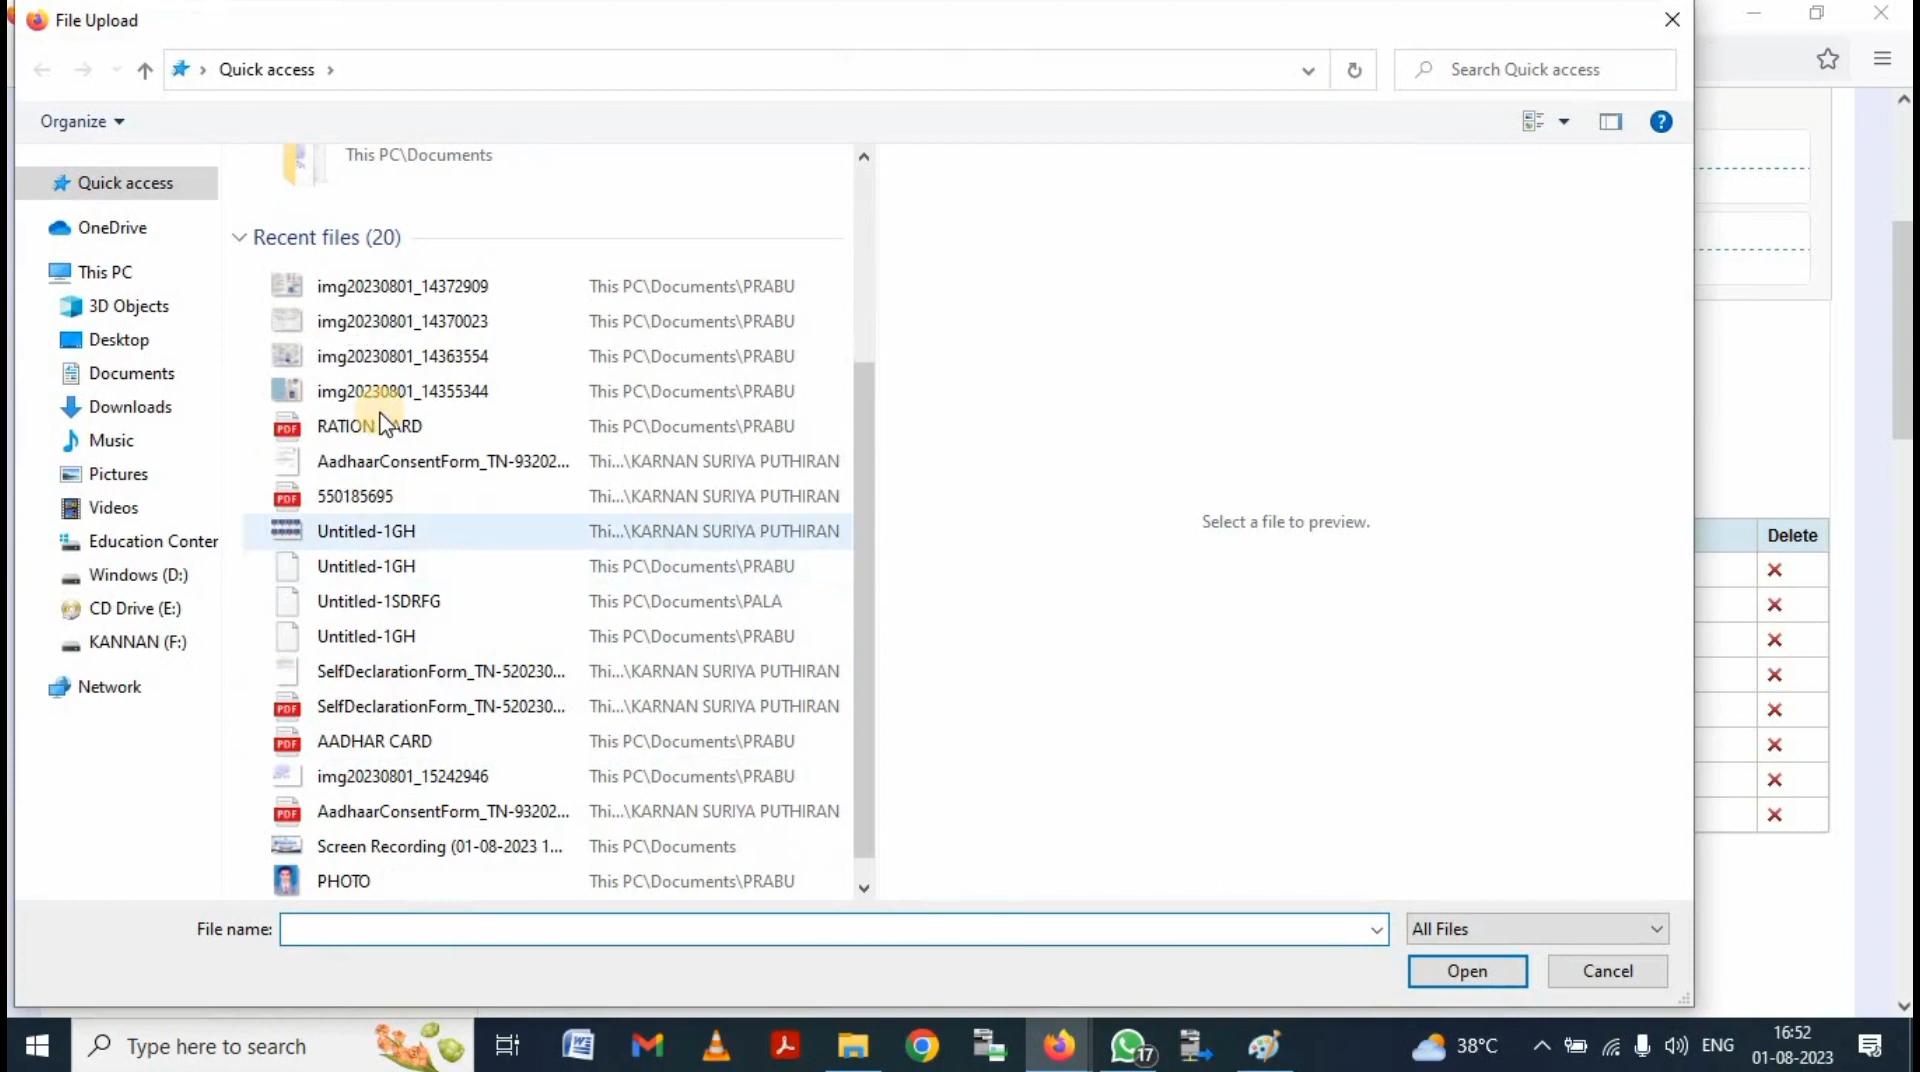 File Upload
Quick access
Search Quick access
Organize
This PC\Documents
Quick access
OneDrive
This PC
3D Objects
Desktop
Documents
Downloads
Music
Pictures
Videos
Education Conter
Windows (D:)
CD Drive (E:)
KANNAN (F:)
Network
Recent files (20)
img20230801_14372909 This PC\Documents\PRABU
img20230801_14370023 This PC\Documents\PRABU
img20230801_14363554 This PC\Documents\PRABU
img20230801_14355344 This PC\Documents\PRABU
RATION CARD This PC\Documents\PRABU
AadhaarConsentForm_TN-93202... Thi...\KARNAN SURIYA PUTHIRAN
550185695 Thi...\KARNAN SURIYA PUTHIRAN
Untitled-1GH Thi...\KARNAN SURIYA PUTHIRAN
Untitled-1GH This PC\Documents\PRABU
Untitled-1SDRFG This PC\Documents\PALA
Untitled-1GH This PC\Documents\PRABU
SelfDeclarationForm_TN-520230... Thi...\KARNAN SURIYA PUTHIRAN
SelfDeclarationForm_TN-520230... Thi...\KARNAN SURIYA PUTHIRAN
AADHAR CARD This PC\Documents\PRABU
img20230801_15242946 This PC\Documents\PRABU
AadhaarConsentForm_TN-93202... Thi...\KARNAN SURIYA PUTHIRAN
Screen Recording (01-08-2023 1... This PC\Documents
PHOTO This PC\Documents\PRABU
Select a file to preview.
Delete
File name:
All Files
Open
Cancel
Type here to search
17
38°C
ENG
16:52
01-08-2023